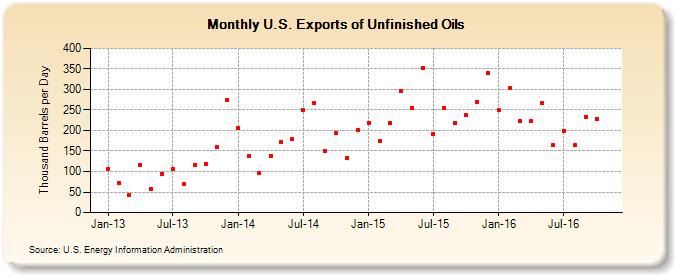 Monthly U.S. Exports of Unfinished Oils
Thousand Barrels per Day
400
350
300
250
200
150
100
50
0
Jan-13 Jul-13 Jan-14 Jul-14 Jan-15 Jul-15 Jan-16 Jul-16
Source: U.S. Energy Information Administration